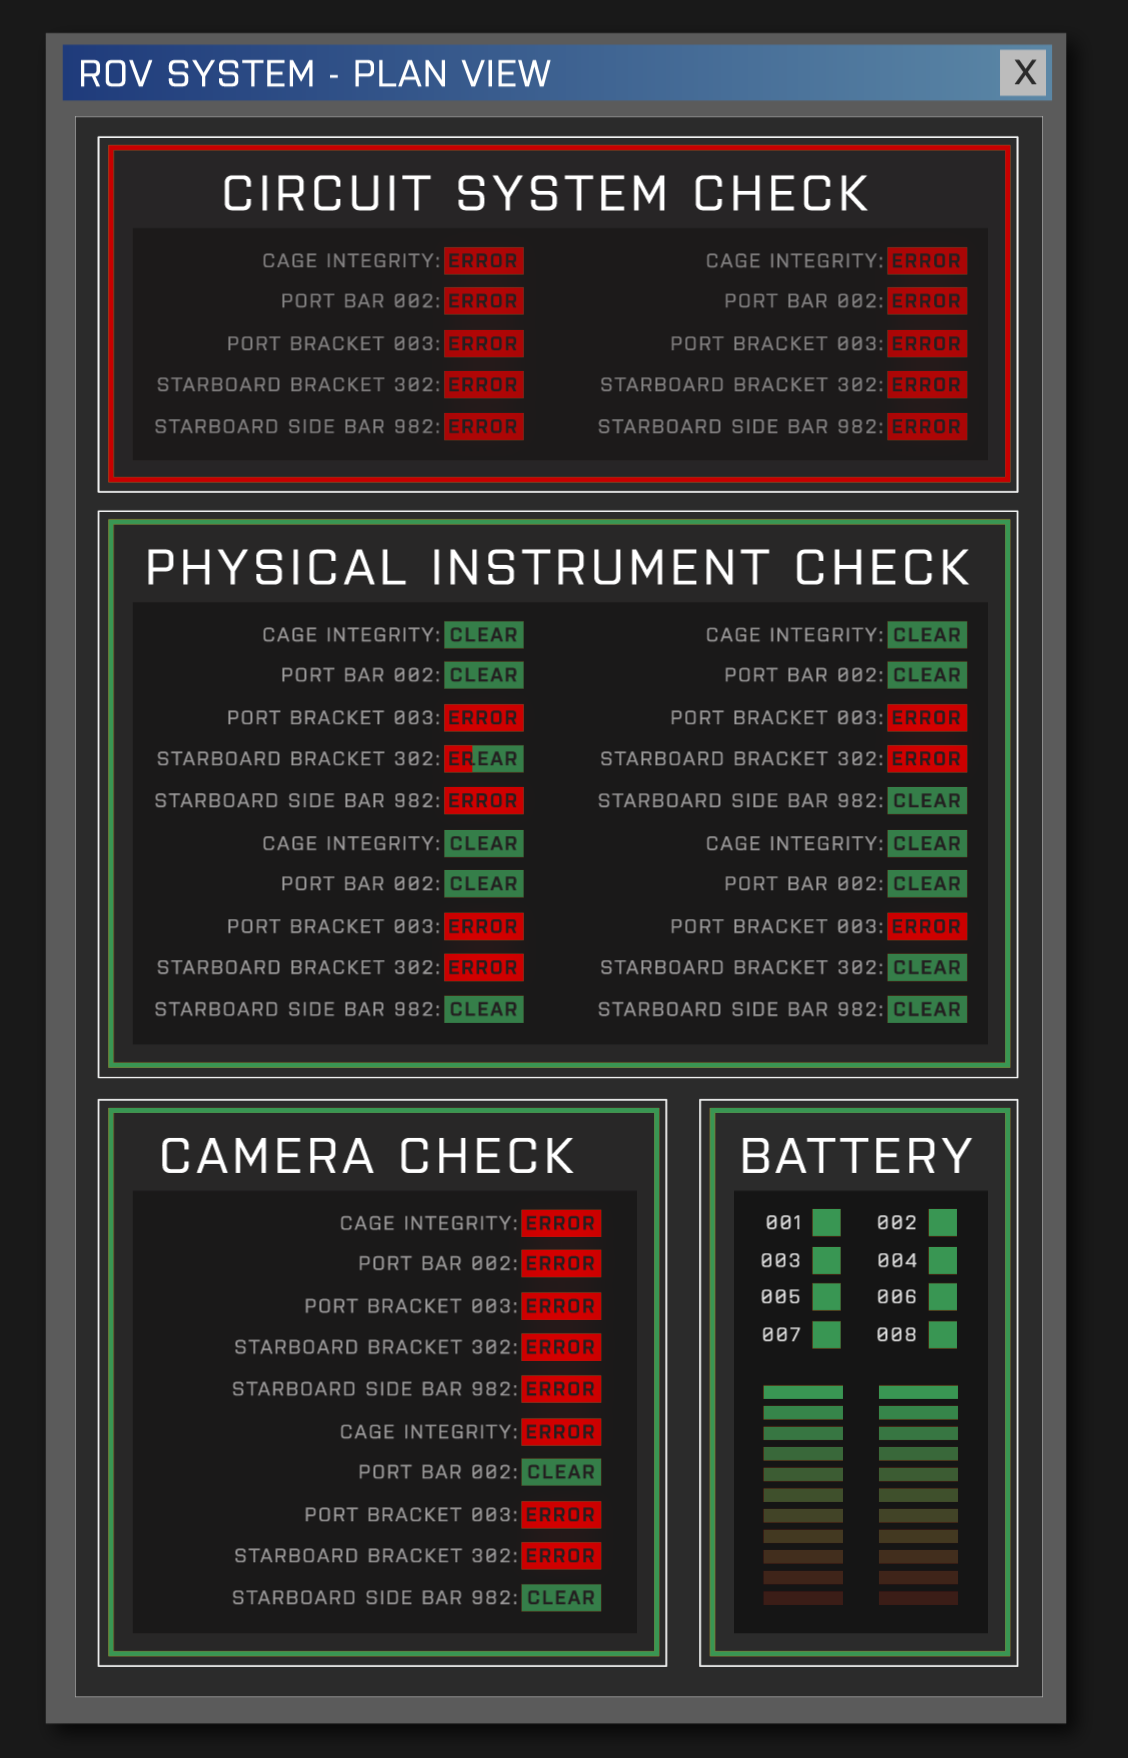 ROV SYSTEM - PLAN VIEW X
CIRCUIT SYSTEM CHECK
CAGE INTEGRITY: ERROR CAGE INTEGRITY: ERROR
PORT BAR 002: ERROR PORT BAR 002: ERROR
PORT BRACKET 003: ERROR PORT BRACKET 003: ERROR
STARBOARD BRACKET 302: ERROR STARBOARD BRACKET 302: ERROR
STARBOARD SIDE BAR 982: ERROR STARBOARD SIDE BAR 982: ERROR
PHYSICAL INSTRUMENT CHECK
CAGE INTEGRITY: CLEAR CAGE INTEGRITY: CLEAR
PORT BAR 002: CLEAR PORT BAR 002: CLEAR
PORT BRACKET 003: ERROR PORT BRACKET 003: ERROR
STARBOARD BRACKET 302: STARBOARD BRACKET 302: ERROR
STARBOARD SIDE BAR 982: ERROR STARBOARD SIDE BAR 982: CLEAR
CAGE INTEGRITY: CLEAR CAGE INTEGRITY: CLEAR
PORT BAR 002: CLEAR PORT BAR 002: CLEAR
PORT BRACKET 003: ERROR PORT BRACKET 003: ERROR
STARBOARD BRACKET 302: ERROR STARBOARD BRACKET 302: CLEAR
STARBOARD SIDE BAR 982: CLEAR STARBOARD SIDE BAR 982: CLEAR
CAMERA CHECK
CAGE INTEGRITY: ERROR
PORT BAR 002: ERROR
PORT BRACKET 003: ERROR
STARBOARD BRACKET 302: ERROR
STARBOARD SIDE BAR 982: ERROR
CAGE INTEGRITY: ERROR
PORT BAR 002: CLEAR
PORT BRACKET 003: ERROR
STARBOARD BRACKET 302: ERROR
STARBOARD SIDE BAR 982: CLEAR
BATTERY
001 002
003 004
005 006
007 008